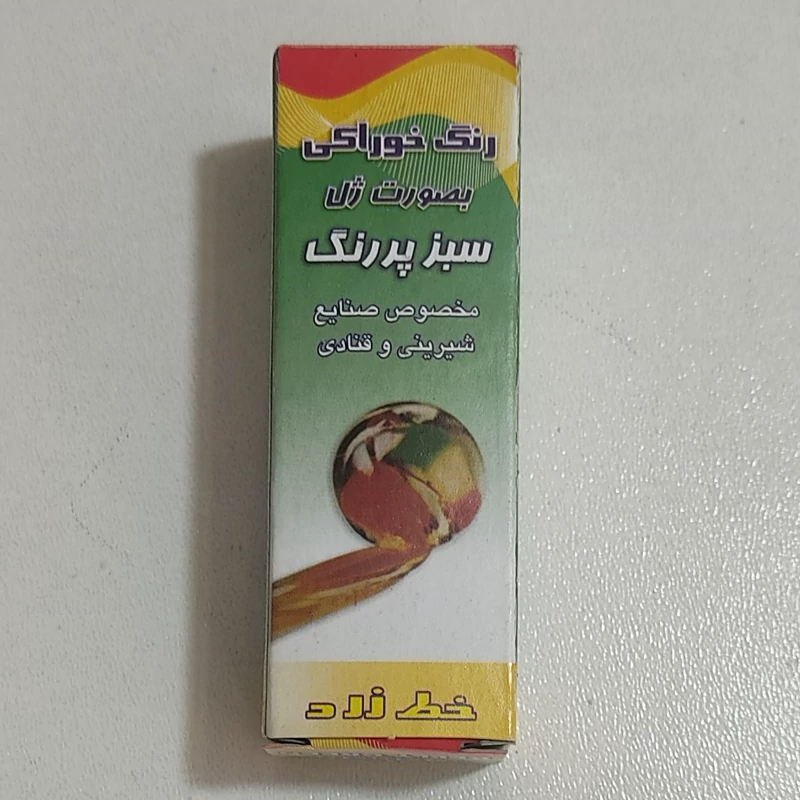 رنگ خوراکی
بصورت ژل
سبز پررنگ
مخصوص صنایع
شیرینی و قنادی
خط زرد